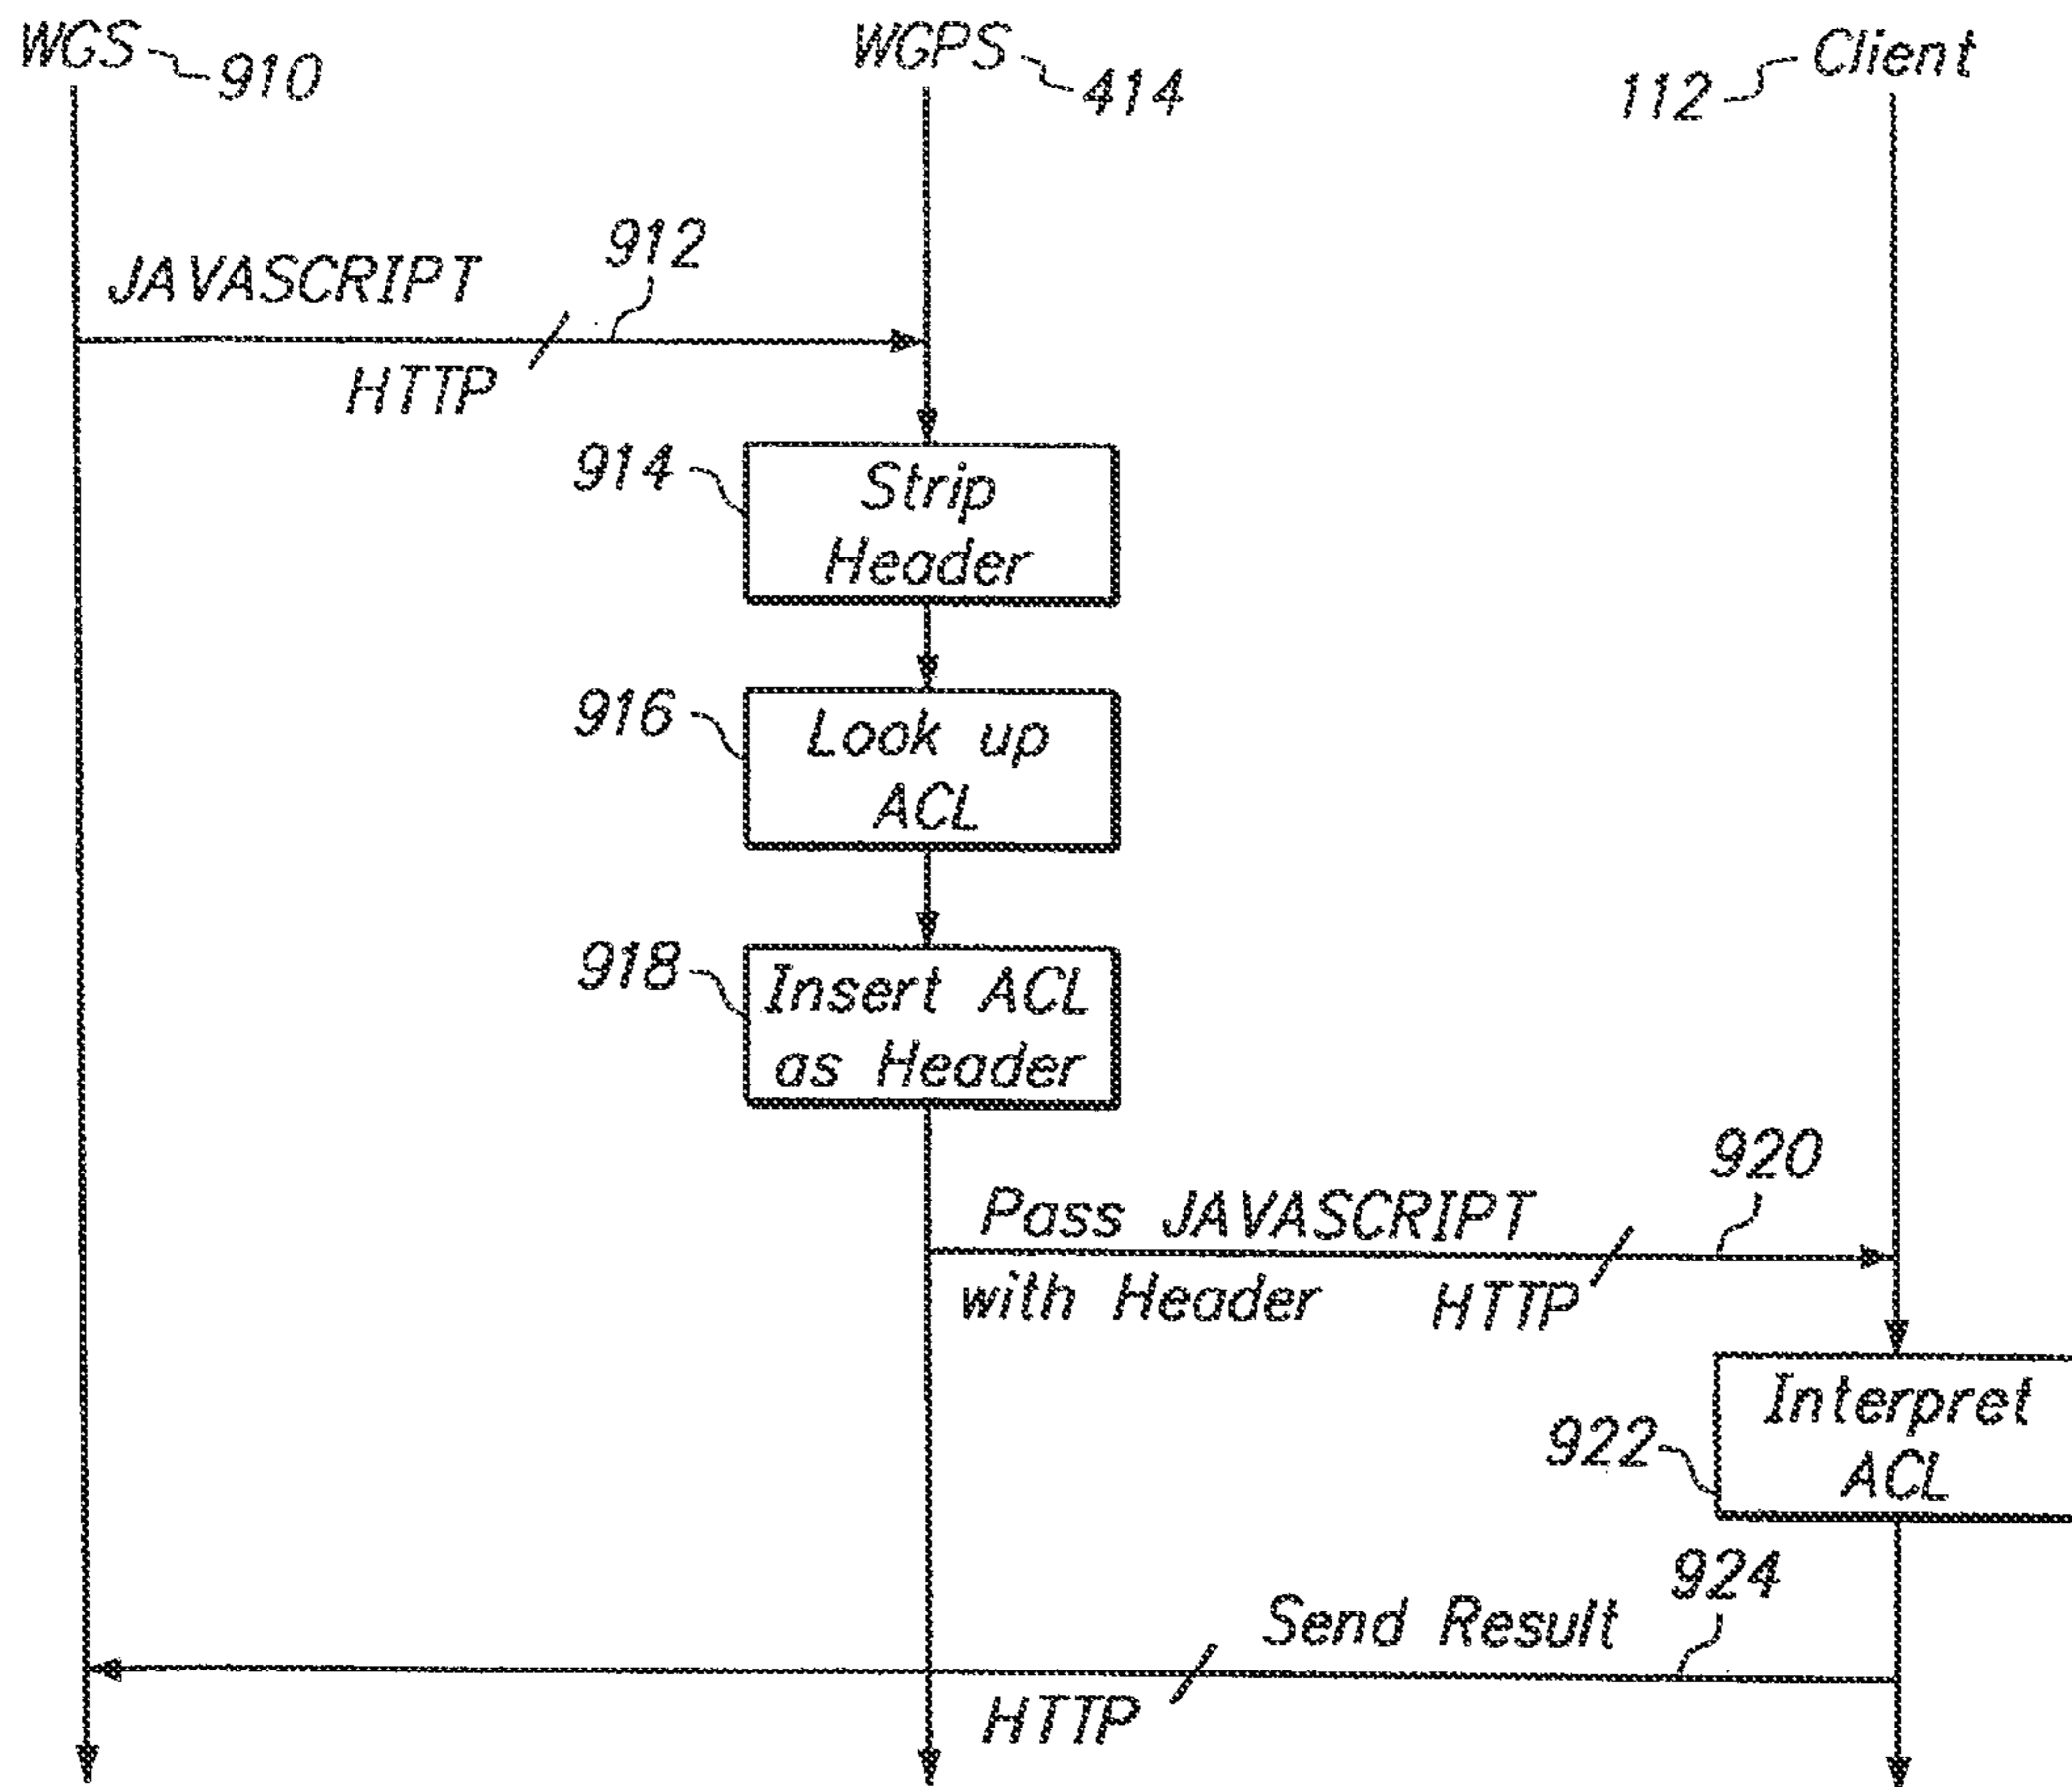 WGS 910
WGPS 414
112 Client
912
JAVASCRIPT
HTTP
914
Strip
Header
916
Look up
ACL
918
Insert ACL
as Header
920
Pass JAVASCRIPT
with Header HTTP
Interpret
922
ACL
924
Send Result
HTTP